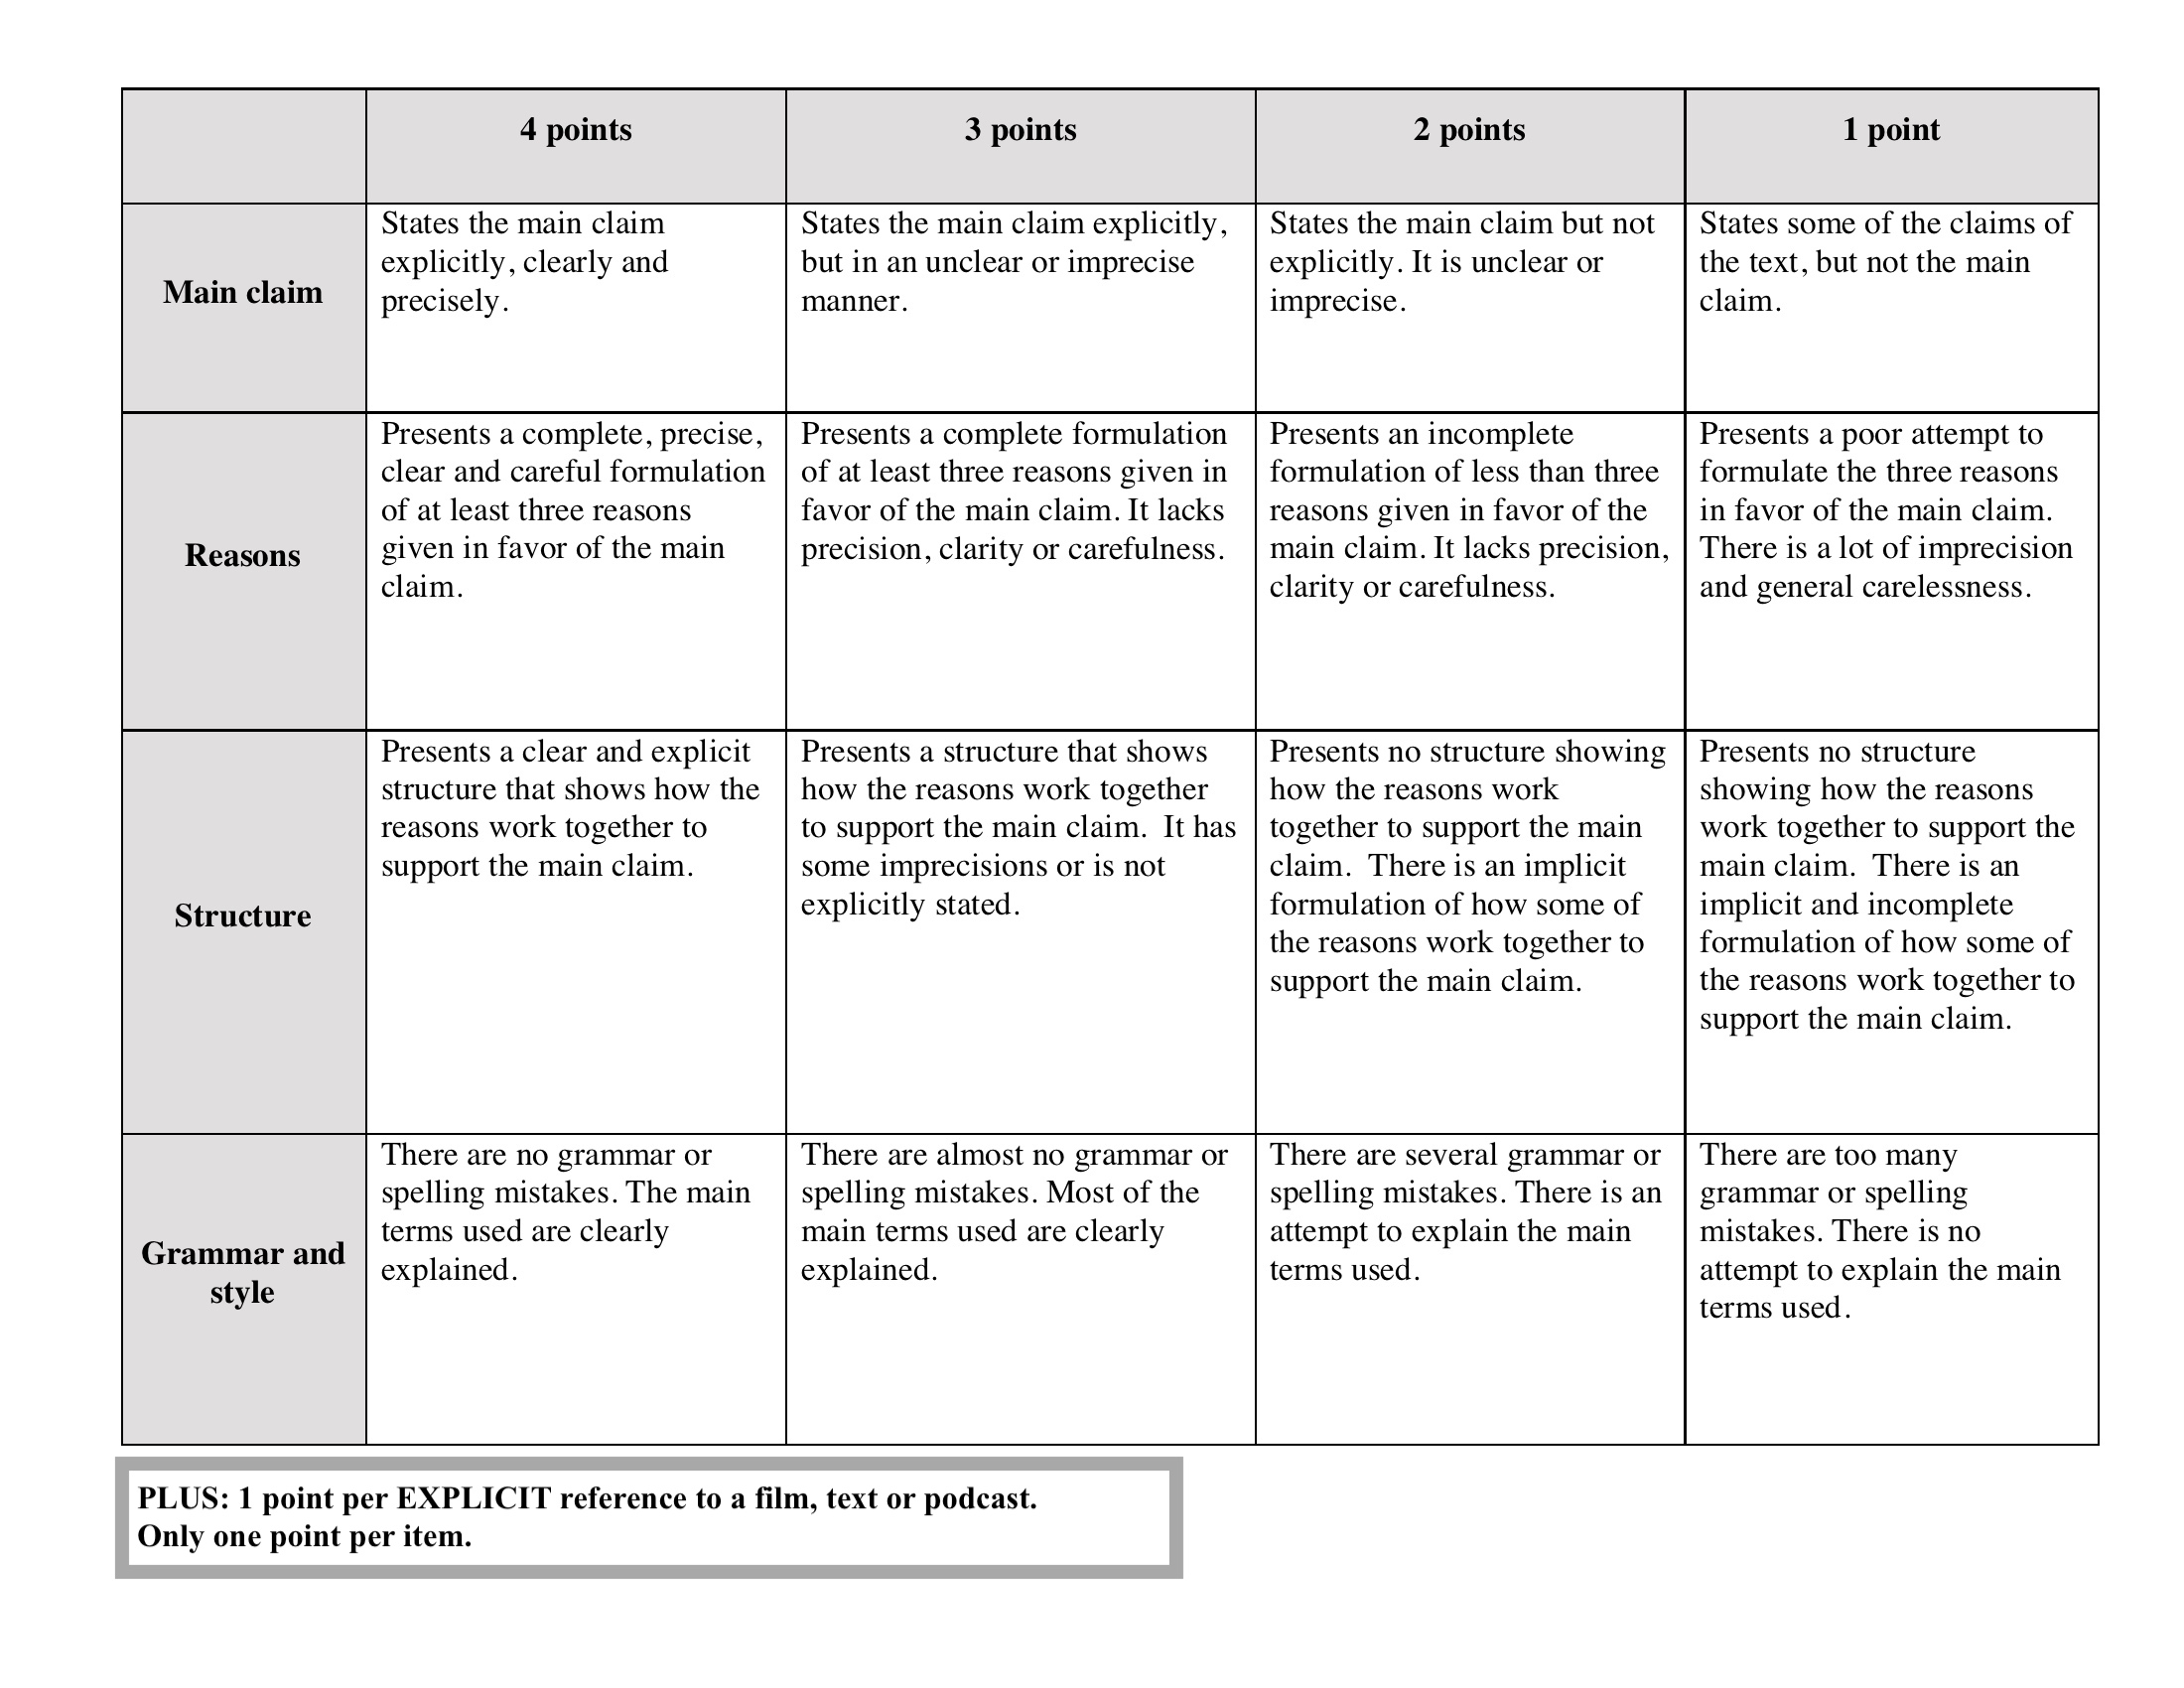 4 points
3 points
2 points
1 point
Main claim
States the main claim
explicitly, clearly and
precisely.
States the main claim explicitly,
but in an unclear or imprecise
manner.
States the main claim but not
explicitly. It is unclear or
imprecise.
States some of the claims of
the text, but not the main
claim.
Reasons
Presents a complete, precise,
clear and careful formulation
of at least three reasons
given in favor of the main
claim.
Presents a complete formulation
of at least three reasons given in
favor of the main claim. It lacks
precision, clarity or carefulness.
Presents an incomplete
formulation of less than three
reasons given in favor of the
main claim. It lacks precision,
clarity or carefulness.
Presents a poor attempt to
formulate the three reasons
in favor of the main claim.
There is a lot of imprecision
and general carelessness.
Structure
Presents a clear and explicit
structure that shows how the
reasons work together to
support the main claim.
Presents a structure that shows
how the reasons work together
to support the main claim.  It has
some imprecisions or is not
explicitly stated.
Presents no structure showing
how the reasons work
together to support the main
claim.  There is an implicit
formulation of how some of
the reasons work together to
support the main claim.
Presents no structure
showing how the reasons
work together to support the
main claim.  There is an
implicit and incomplete
formulation of how some of
the reasons work together to
support the main claim.
Grammar and
style
There are no grammar or
spelling mistakes. The main
terms used are clearly
explained.
There are almost no grammar or
spelling mistakes. Most of the
main terms used are clearly
explained.
There are several grammar or
spelling mistakes. There is an
attempt to explain the main
terms used.
There are too many
grammar or spelling
mistakes. There is no
attempt to explain the main
terms used.
PLUS: 1 point per EXPLICIT reference to a film, text or podcast.
Only one point per item.